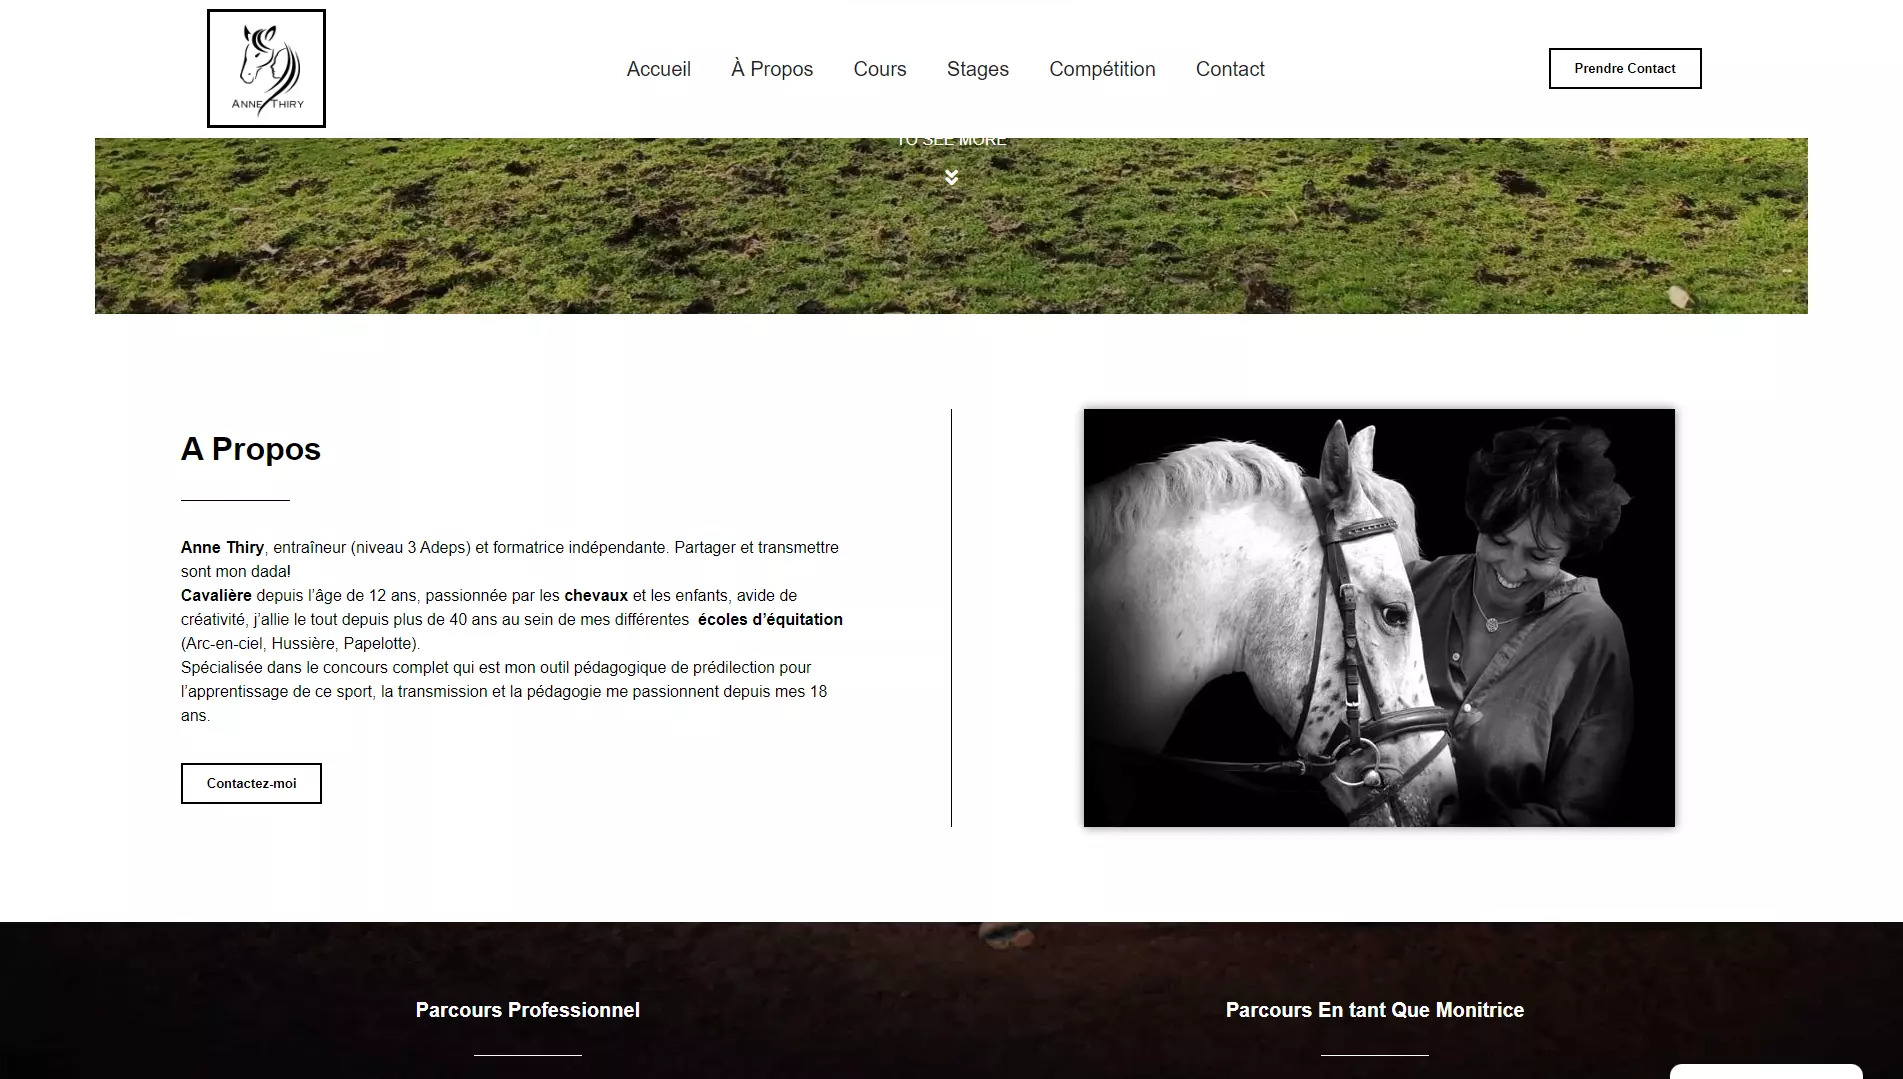 ANNE THIRY
Accueil
À Propos
Cours
Stages
Compétition
Contact
Prendre Contact
TO SEE MORE
A Propos
Anne Thiry, entraîneur (niveau 3 Adeps) et formatrice indépendante. Partager et transmettre
sont mon dada!
Cavalière depuis l’âge de 12 ans, passionnée par les chevaux et les enfants, avide de
créativité, j’allie le tout depuis plus de 40 ans au sein de mes différentes écoles d’équitation
(Arc-en-ciel, Hussière, Papelotte).
Spécialisée dans le concours complet qui est mon outil pédagogique de prédilection pour
l’apprentissage de ce sport, la transmission et la pédagogie me passionnent depuis mes 18
ans.
Contactez-moi
Parcours Professionnel
Parcours En tant Que Monitrice